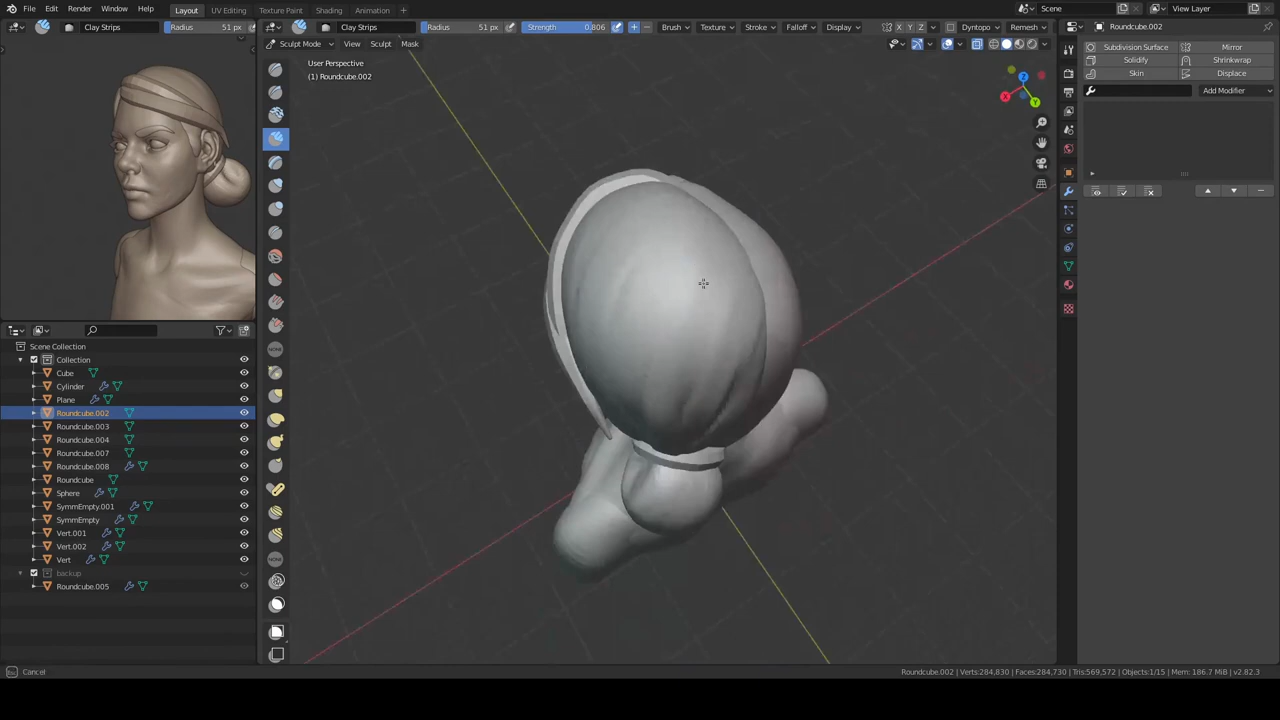 File Edit Render Window Help Layout UV Editing Texture Paint Shading Animation + Scene View Layer
Clay Strips Radius 51 px Clay Strips Radius 51 px Strength 0.806 Brush Texture Stroke Falloff Display X Y Z Dyntopo Remesh Roundcube.002
Sculpt Mode View Sculpt Mask
Subdivision Surface Mirror
User Perspective
Solidify Shrinkwrap
(1) Roundcube.002
Skin Displace
Add Modifier
Z
X
Y
Scene Collection
Collection
Cube
Cylinder
Plane
Roundcube.002
Roundcube.003
Roundcube.004
Roundcube.007
Roundcube.008
Roundcube
Sphere
SymmEmpty.001
SymmEmpty
Vert.001
Vert.002
Vert
backup
Roundcube.005
NONE
NONE
Esc Cancel
Roundcube.002 | Verts:284,830 | Faces:284,730 | Tris:569,572 | Objects:1/15 | Mem: 186.7 MiB | v2.82.3